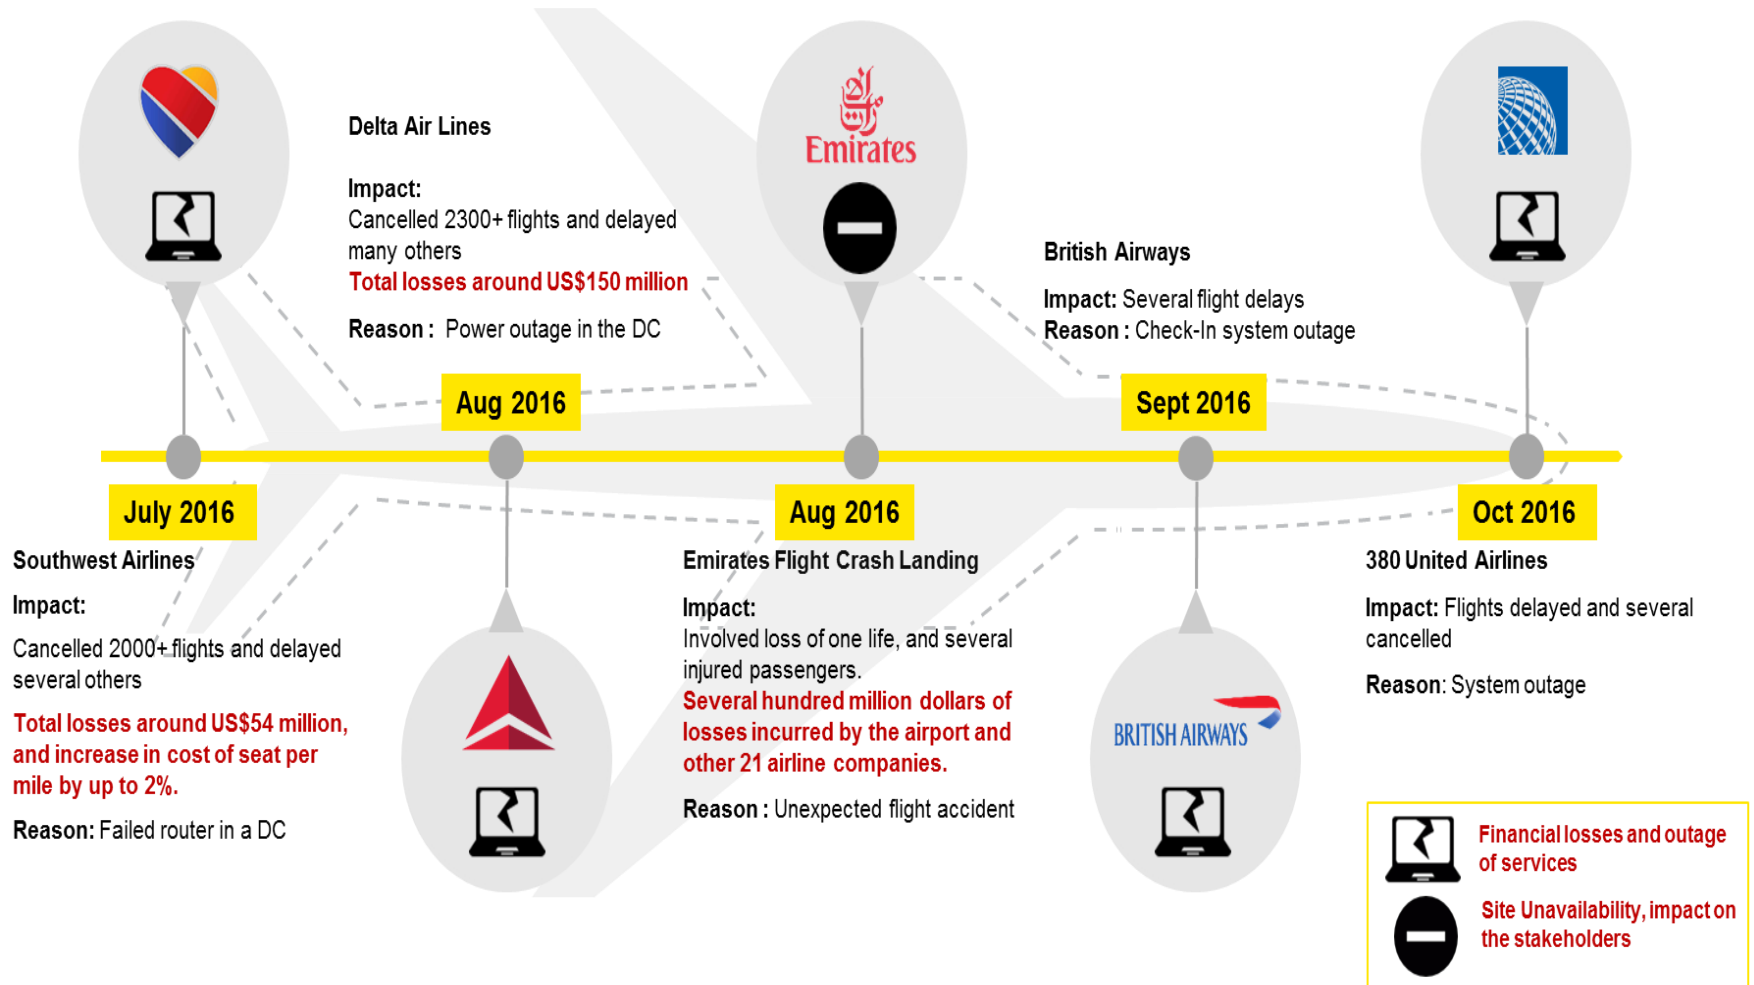 Delta Air Lines
Impact:
Cancelled 2300+ flights and delayed
many others
Total losses around US$150 million
Reason :  Power outage in the DC
Aug 2016
امارات
Emirates
British Airways
Impact: Several flight delays
Reason : Check-In system outage
Sept 2016
July 2016
Southwest Airlines
Impact:
Cancelled 2000+ flights and delayed
several others
Total losses around US$54 million,
and increase in cost of seat per
mile by up to 2%.
Reason: Failed router in a DC
Aug 2016
Emirates Flight Crash Landing
Impact:
Involved loss of one life, and several
injured passengers.
Several hundred million dollars of
losses incurred by the airport and
other 21 airline companies.
Reason : Unexpected flight accident
BRITISH AIRWAYS
Oct 2016
380 United Airlines
Impact: Flights delayed and several
cancelled
Reason: System outage
Financial losses and outage
of services
Site Unavailability, impact on
the stakeholders